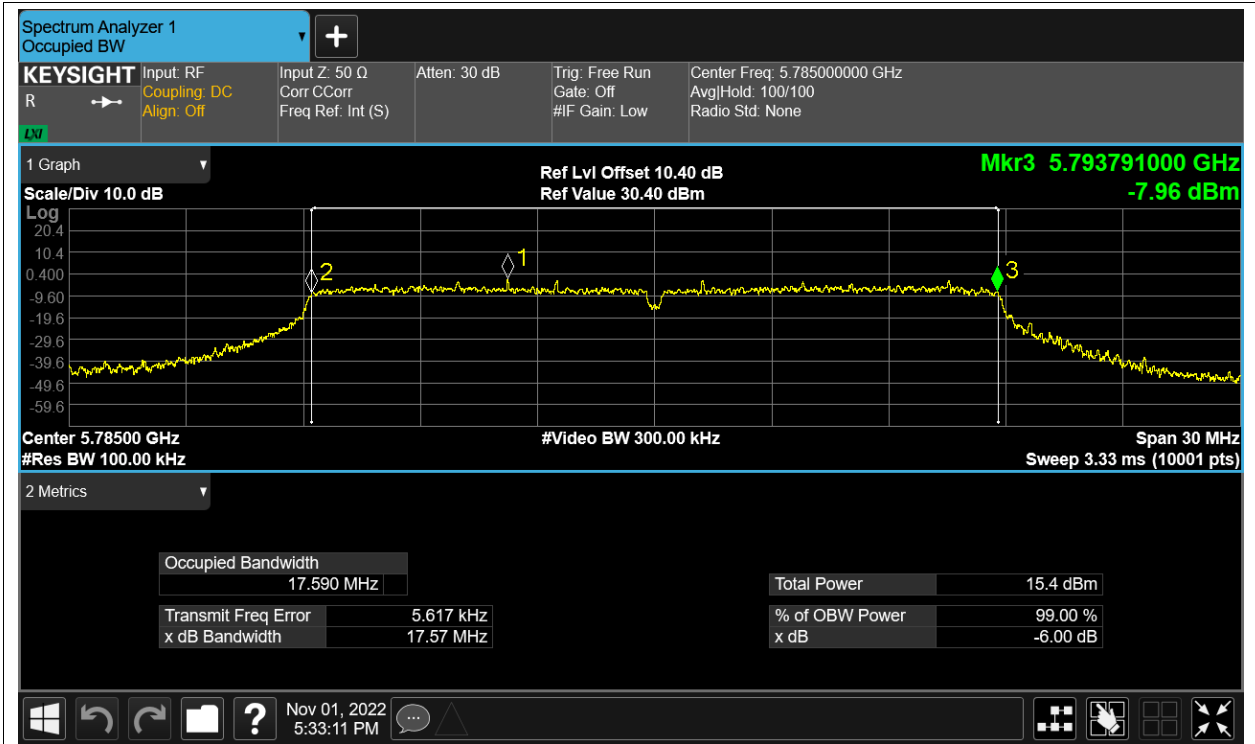 Spectrum Analyzer 1
Occupied BW
+
KEYSIGHT
R
LXI
Input: RF
Coupling: DC
Align: Off
Input Z: 50 Ω
Corr CCorr
Freq Ref: Int (S)
Atten: 30 dB
Trig: Free Run
Gate: Off
#IF Gain: Low
Center Freq: 5.785000000 GHz
Avg|Hold: 100/100
Radio Std: None
1 Graph
Scale/Div 10.0 dB
Ref Lvl Offset 10.40 dB
Ref Value 30.40 dBm
Mkr3 5.793791000 GHz
-7.96 dBm
Log
20.4
10.4
0.400
-9.60
-19.6
-29.6
-39.6
-49.6
-59.6
2
1
3
Center 5.78500 GHz
#Res BW 100.00 kHz
#Video BW 300.00 kHz
Span 30 MHz
Sweep 3.33 ms (10001 pts)
2 Metrics
Occupied Bandwidth
17.590 MHz
Transmit Freq Error 5.617 kHz
x dB Bandwidth 17.57 MHz
Total Power 15.4 dBm
% of OBW Power 99.00 %
x dB -6.00 dB
?
Nov 01, 2022
5:33:11 PM